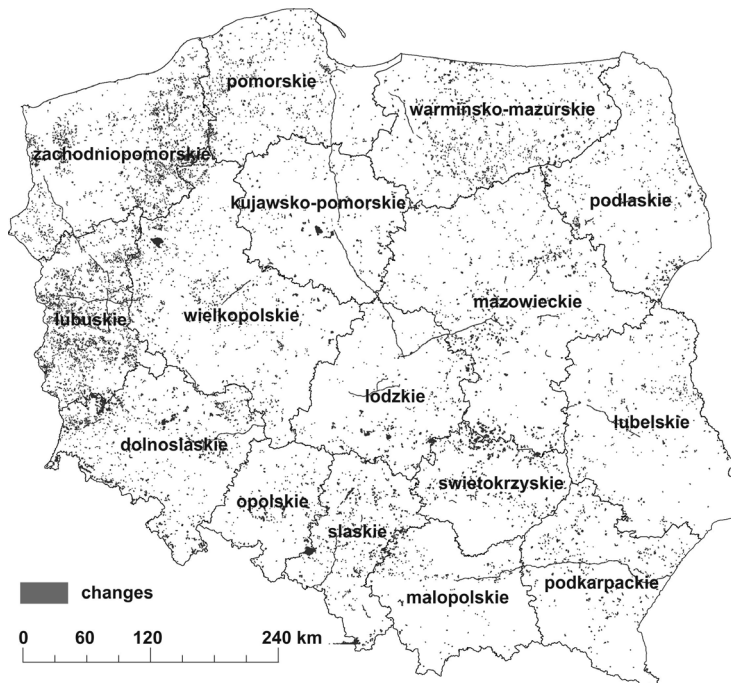 pomorskie
warminsko-mazurskie
zachodniopomorskie
podlaskie
kujawsko-pomorskie
mazowieckie
lubuskie
wielkopolskie
lodzkie
lubelskie
dolnoslaskie
swietokrzyskie
opolskie
slaskie
podkarpackie
malopolskie
changes
0 60 120 240 km